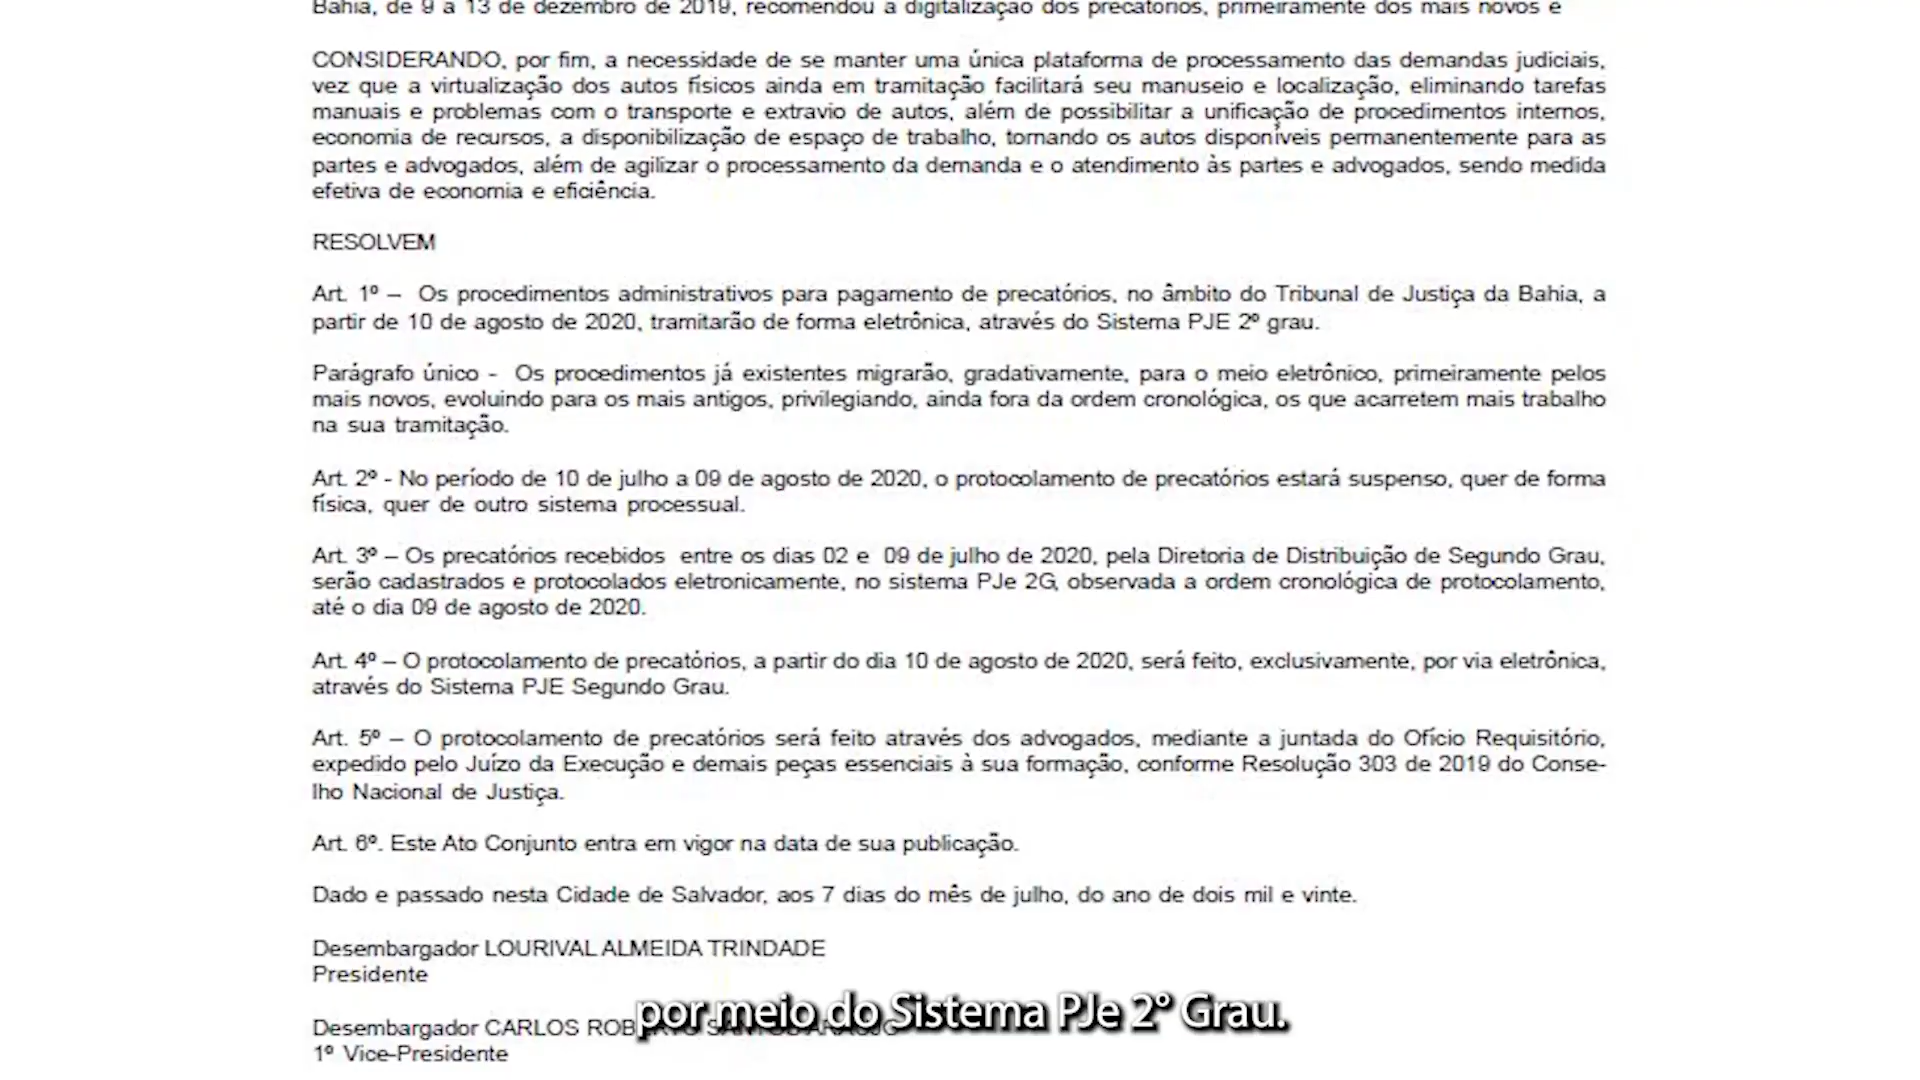 Bahia, de 9 a 13 de dezembro de 2019, recomendou a digitalização dos precatórios, primeiramente dos mais novos e
CONSIDERANDO, por fim, a necessidade de se manter uma única plataforma de processamento das demandas judiciais,
vez que a virtualização dos autos físicos ainda em tramitação facilitará seu manuseio e localização, eliminando tarefas
manuais e problemas com o transporte e extravio de autos, além de possibilitar a unificação de procedimentos internos,
economia de recursos, a disponibilização de espaço de trabalho, tornando os autos disponíveis permanentemente para as
partes e advogados, além de agilizar o processamento da demanda e o atendimento às partes e advogados, sendo medida
efetiva de economia e eficiência.
RESOLVEM
Art. 1º – Os procedimentos administrativos para pagamento de precatórios, no âmbito do Tribunal de Justiça da Bahia, a
partir de 10 de agosto de 2020, tramitarão de forma eletrônica, através do Sistema PJE 2º grau.
Parágrafo único - Os procedimentos já existentes migrarão, gradativamente, para o meio eletrônico, primeiramente pelos
mais novos, evoluindo para os mais antigos, privilegiando, ainda fora da ordem cronológica, os que acarretem mais trabalho
na sua tramitação.
Art. 2º - No período de 10 de julho a 09 de agosto de 2020, o protocolamento de precatórios estará suspenso, quer de forma
física, quer de outro sistema processual.
Art. 3º – Os precatórios recebidos entre os dias 02 e 09 de julho de 2020, pela Diretoria de Distribuição de Segundo Grau,
serão cadastrados e protocolados eletronicamente, no sistema PJe 2G, observada a ordem cronológica de protocolamento,
até o dia 09 de agosto de 2020.
Art. 4º – O protocolamento de precatórios, a partir do dia 10 de agosto de 2020, será feito, exclusivamente, por via eletrônica,
através do Sistema PJE Segundo Grau.
Art. 5º – O protocolamento de precatórios será feito através dos advogados, mediante a juntada do Ofício Requisitório,
expedido pelo Juízo da Execução e demais peças essenciais à sua formação, conforme Resolução 303 de 2019 do Conse-
lho Nacional de Justiça.
Art. 6º. Este Ato Conjunto entra em vigor na data de sua publicação.
Dado e passado nesta Cidade de Salvador, aos 7 dias do mês de julho, do ano de dois mil e vinte.
Desembargador LOURIVAL ALMEIDA TRINDADE
Presidente
por meio do Sistema PJe 2º Grau.
Desembargador CARLOS ROBERTO SANTOS ARAÚJO
1º Vice-Presidente